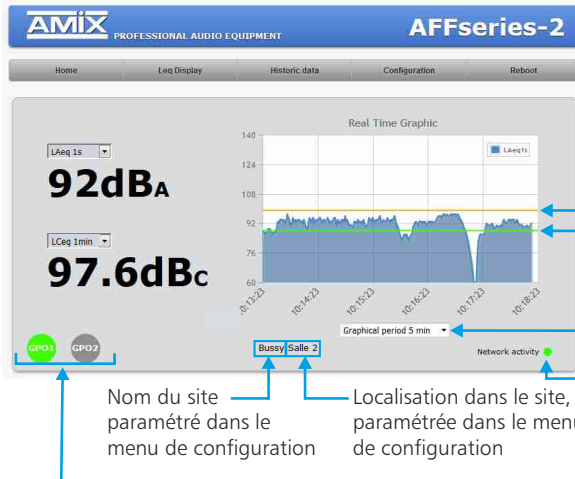 AMIX PROFESSIONAL AUDIO EQUIPMENT
AFFseries-2
Home Leq Display Historic data Configuration Reboot
Real Time Graphic
LAeq 1s
92dBA
LCeg 1min
97.6dBC
140
124
108
92
76
60
LAeq1s
10:13:23 10:14:23 10:15:23 10:16:23 10:17:23 10:18:23
Graphical period 5 min
GPO1 GPO2
Bussy Salle 2
Network activity
Nom du site
paramétré dans le
menu de configuration
Localisation dans le site,
paramétrée dans le menu
de configuration